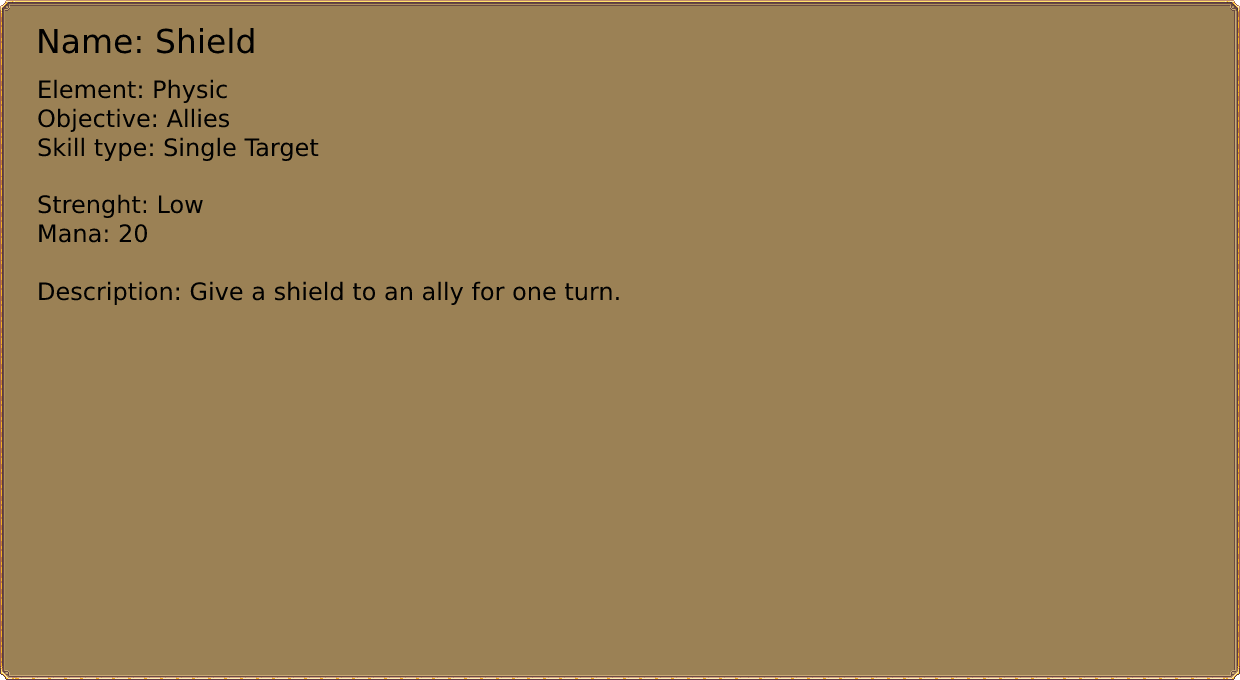 Name: Shield
Element: Physic
Objective: Allies
Skill type: Single Target
Strenght: Low
Mana: 20
Description: Give a shield to an ally for one turn.